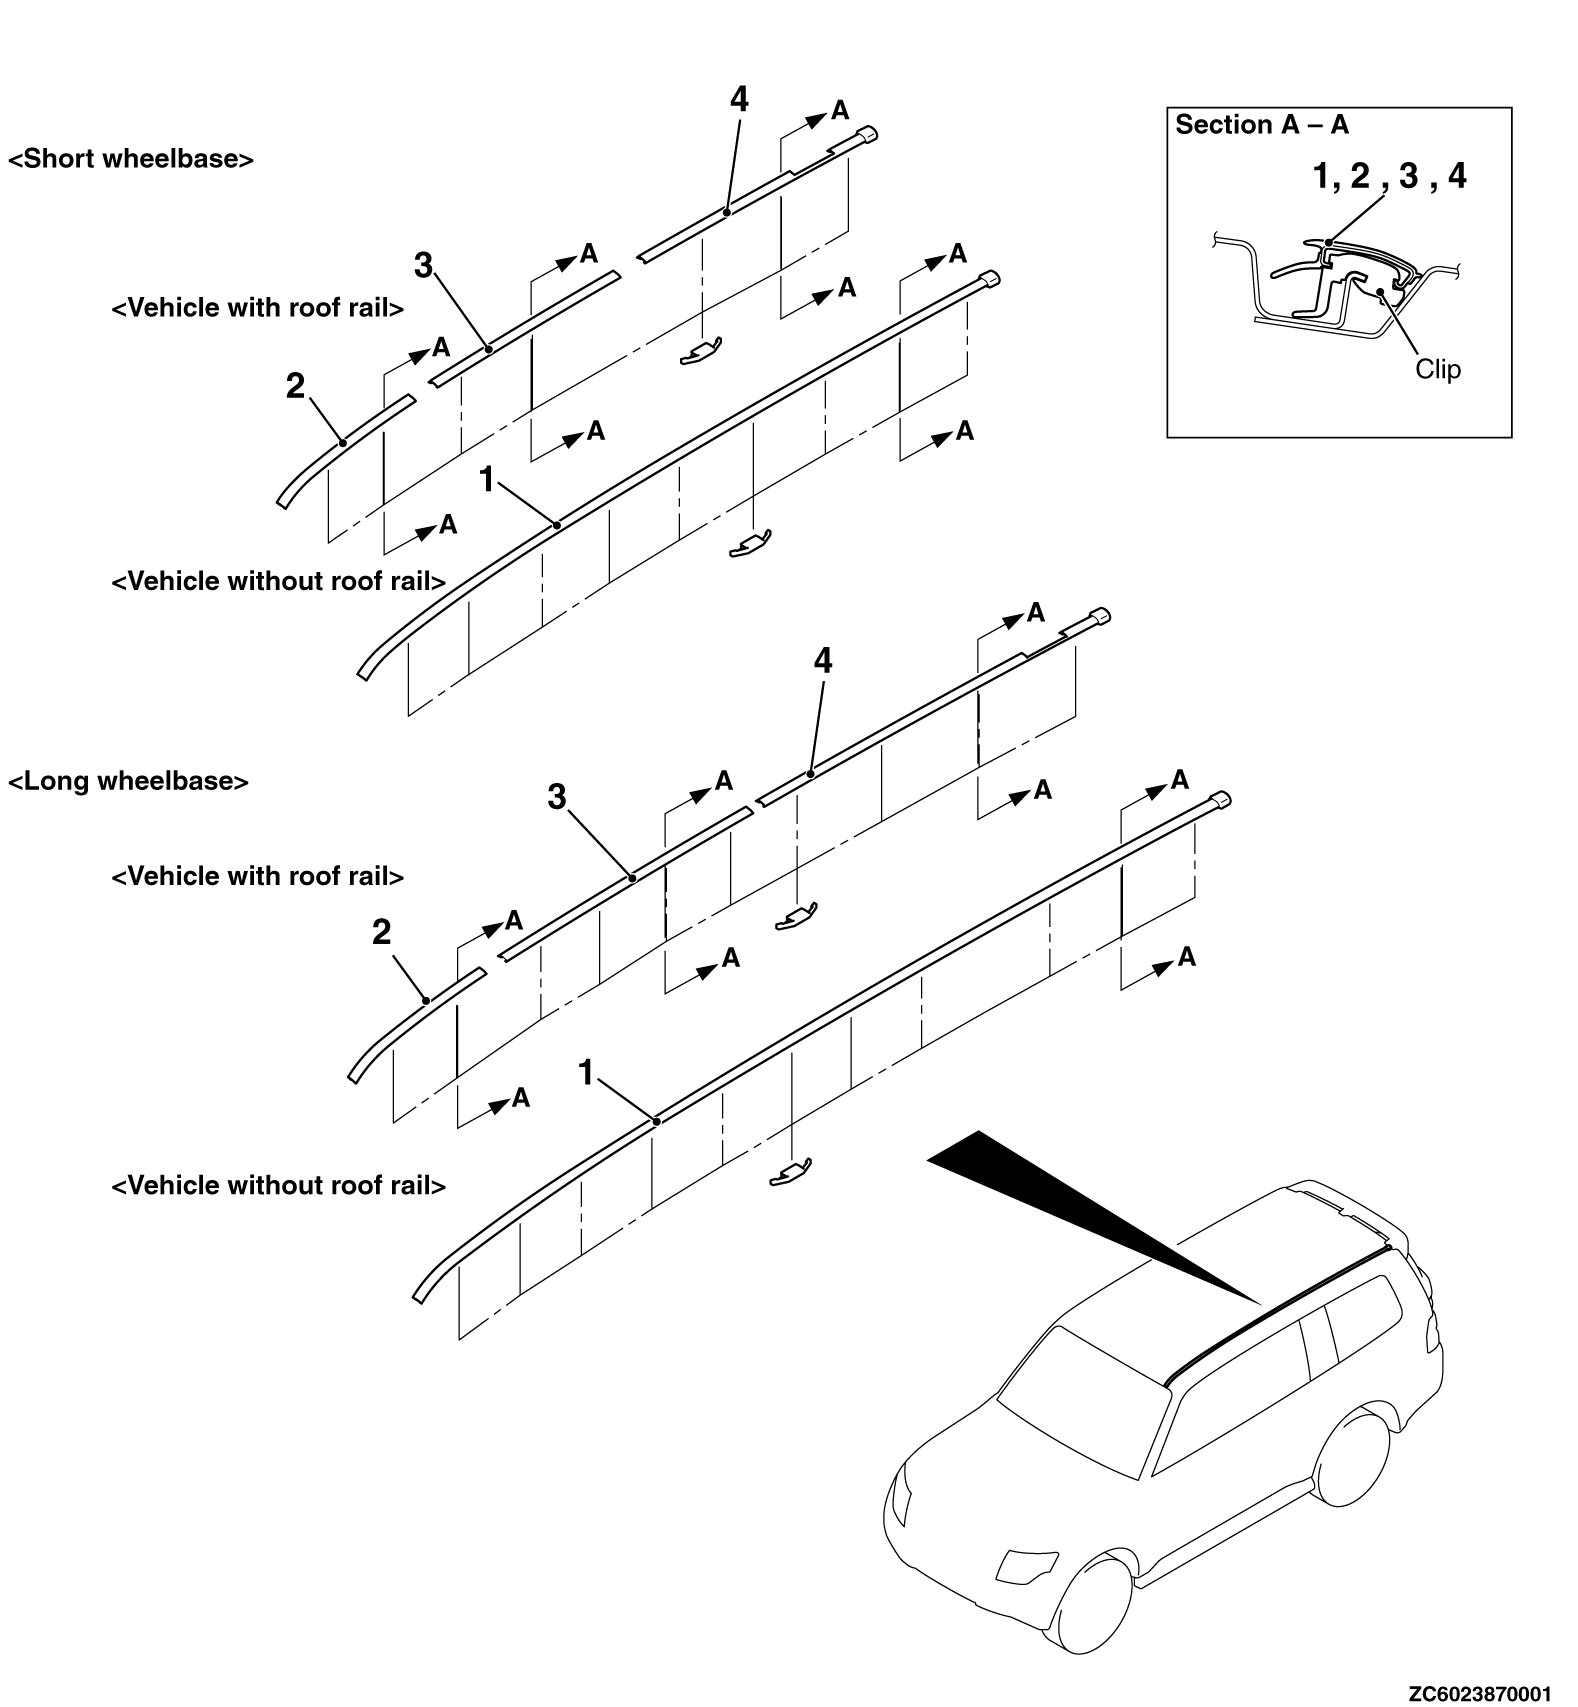 4
A
Section A – A
<Short wheelbase>
1, 2 , 3 , 4
3
A
A
<Vehicle with roof rail>
A
A
Clip
2
A
A
1
A
<Vehicle without roof rail>
A
4
<Long wheelbase>
3
A
A
A
<Vehicle with roof rail>
2
A
A
A
1
A
<Vehicle without roof rail>
ZC6023870001